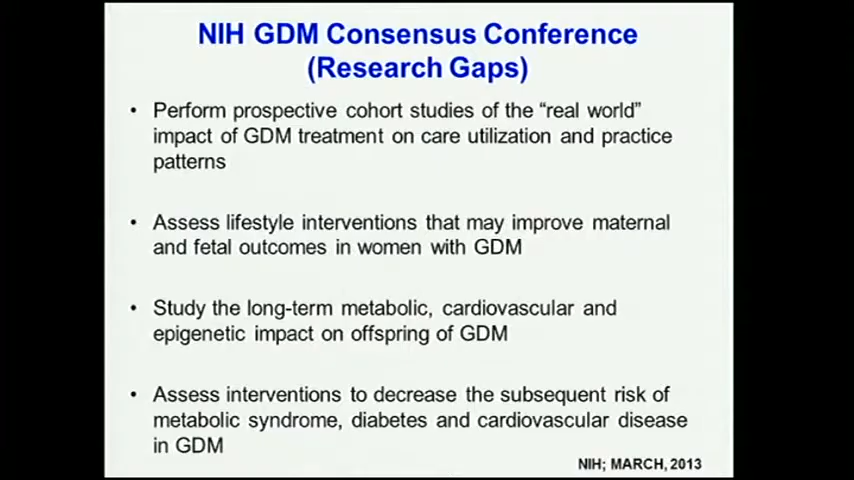 NIH GDM Consensus Conference
(Research Gaps)
• Perform prospective cohort studies of the “real world”
impact of GDM treatment on care utilization and practice
patterns
• Assess lifestyle interventions that may improve maternal
and fetal outcomes in women with GDM
• Study the long-term metabolic, cardiovascular and
epigenetic impact on offspring of GDM
• Assess interventions to decrease the subsequent risk of
metabolic syndrome, diabetes and cardiovascular disease
in GDM
NIH; MARCH, 2013